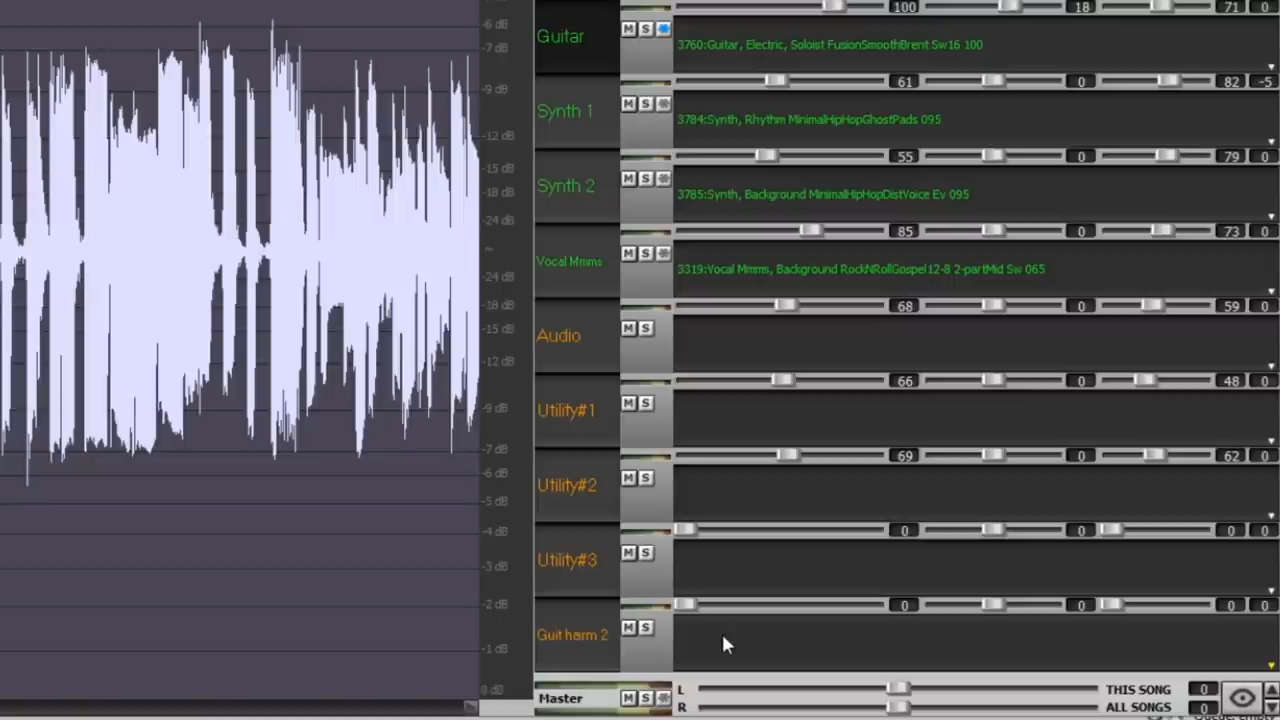 -6 dB
-7 dB
-9 dB
-12 dB
-15 dB
-18 dB
-24 dB
-24 dB
-18 dB
-15 dB
-12 dB
-9 dB
-7 dB
-6 dB
-5 dB
-4 dB
-3 dB
-2 dB
-1 dB
0 dB
100 18 71 0
Guitar M S
3760:Guitar, Electric, Soloist FusionSmoothBrent Sw16 100
61 0 82 -5
Synth 1 M S
3784:Synth, Rhythm MinimalHipHopGhostPads 095
55 0 79 0
Synth 2 M S
3785:Synth, Background MinimalHipHopDistVoice Ev 095
85 0 73 0
Vocal Mmms M S
3319:Vocal Mmms, Background RockNRollGospel12-8 2-partMid Sw 065
68 0 59 0
Audio M S
66 0 48 0
Utility#1 M S
69 0 62 0
Utility#2 M S
0 0 0 0
Utility#3 M S
0 0 0 0
Guit harm 2 M S
Master M S
L THIS SONG 0
R ALL SONGS 0